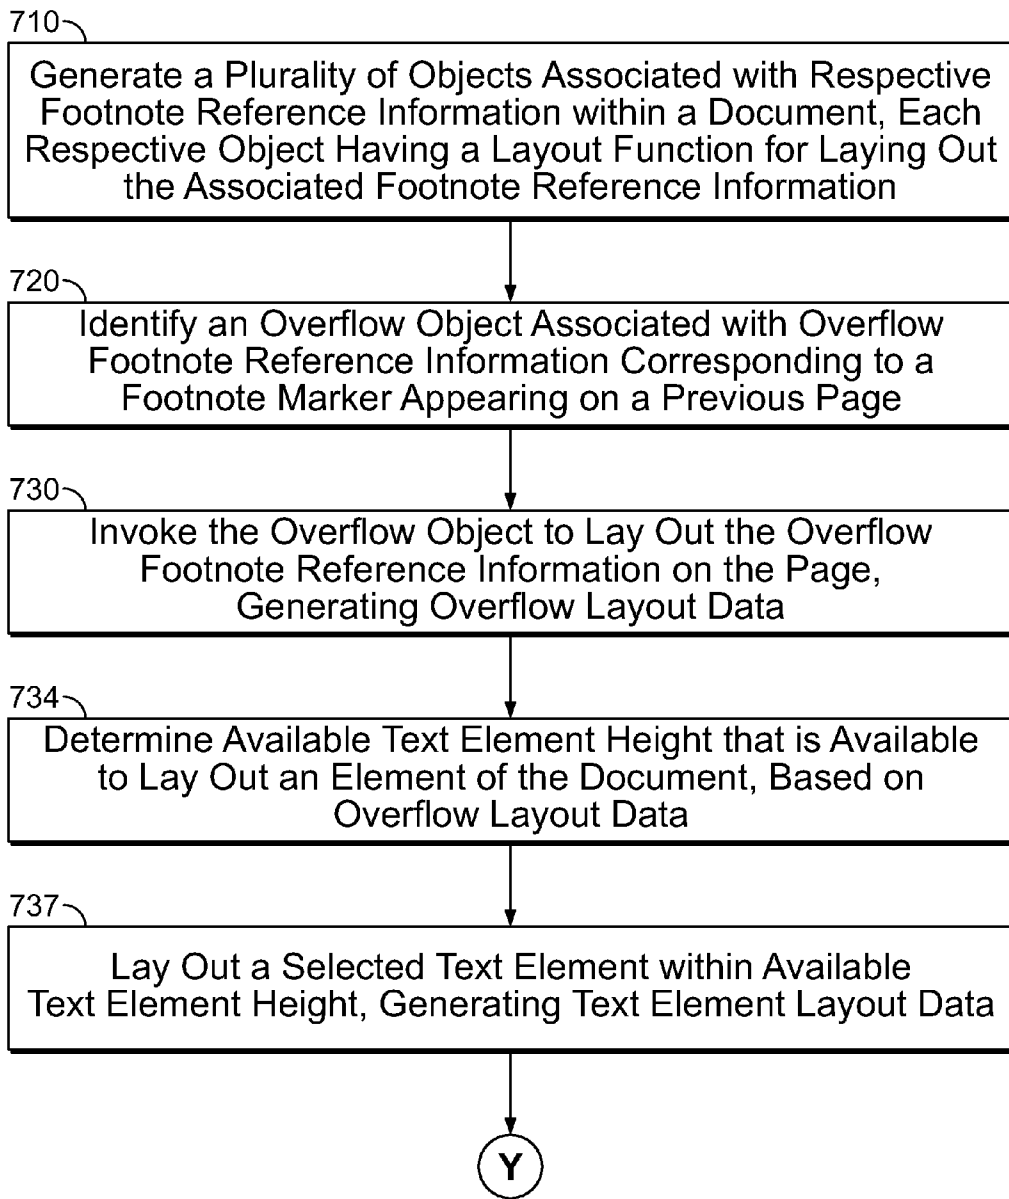 710
Generate a Plurality of Objects Associated with Respective
Footnote Reference Information within a Document, Each
Respective Object Having a Layout Function for Laying Out
the Associated Footnote Reference Information
720
Identify an Overflow Object Associated with Overflow
Footnote Reference Information Corresponding to a
Footnote Marker Appearing on a Previous Page
730
Invoke the Overflow Object to Lay Out the Overflow
Footnote Reference Information on the Page,
Generating Overflow Layout Data
734
Determine Available Text Element Height that is Available
to Lay Out an Element of the Document, Based on
Overflow Layout Data
737
Lay Out a Selected Text Element within Available
Text Element Height, Generating Text Element Layout Data
Y